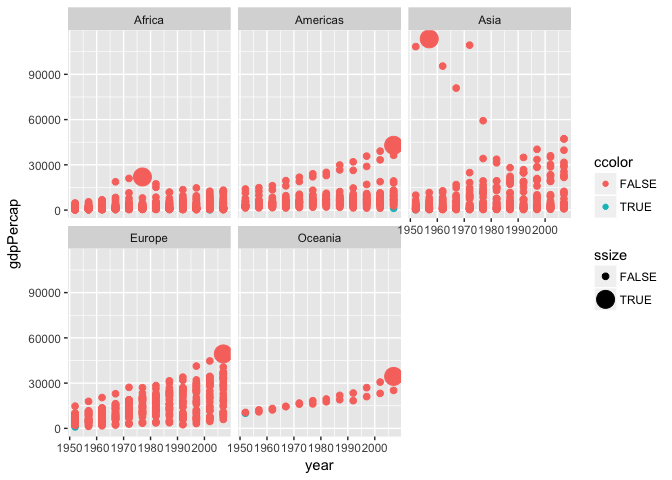 Africa
Americas
Asia
90000
60000
30000
0
1950 1960 1970 1980 1990 2000
Europe
Oceania
90000
60000
30000
0
1950 1960 1970 1980 1990 2000
1950 1960 1970 1980 1990 2000
year
gdpPercap
ccolor
FALSE
TRUE
ssize
FALSE
TRUE